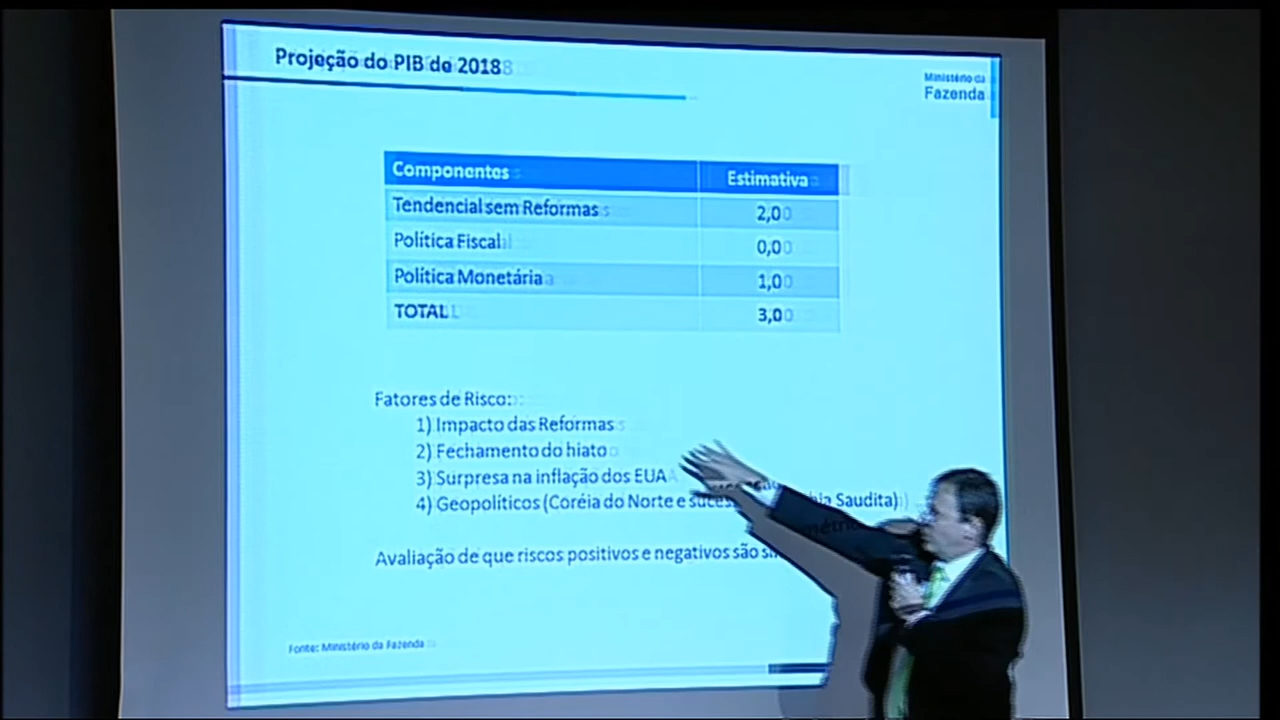 Projeção do PIB de 2018
Ministério da
Fazenda
Componentes Estimativa
Tendencial sem Reformas 2,0
Política Fiscal 0,0
Política Monetária 1,0
TOTAL 3,0
Fatores de Risco:
1) Impacto das Reformas
2) Fechamento do hiato
3) Surpresa na inflação dos EUA
4) Geopolíticos (Coréia do Norte e Saudita)
Avaliação de que riscos positivos e negativos são
Fonte: Ministério da Fazenda